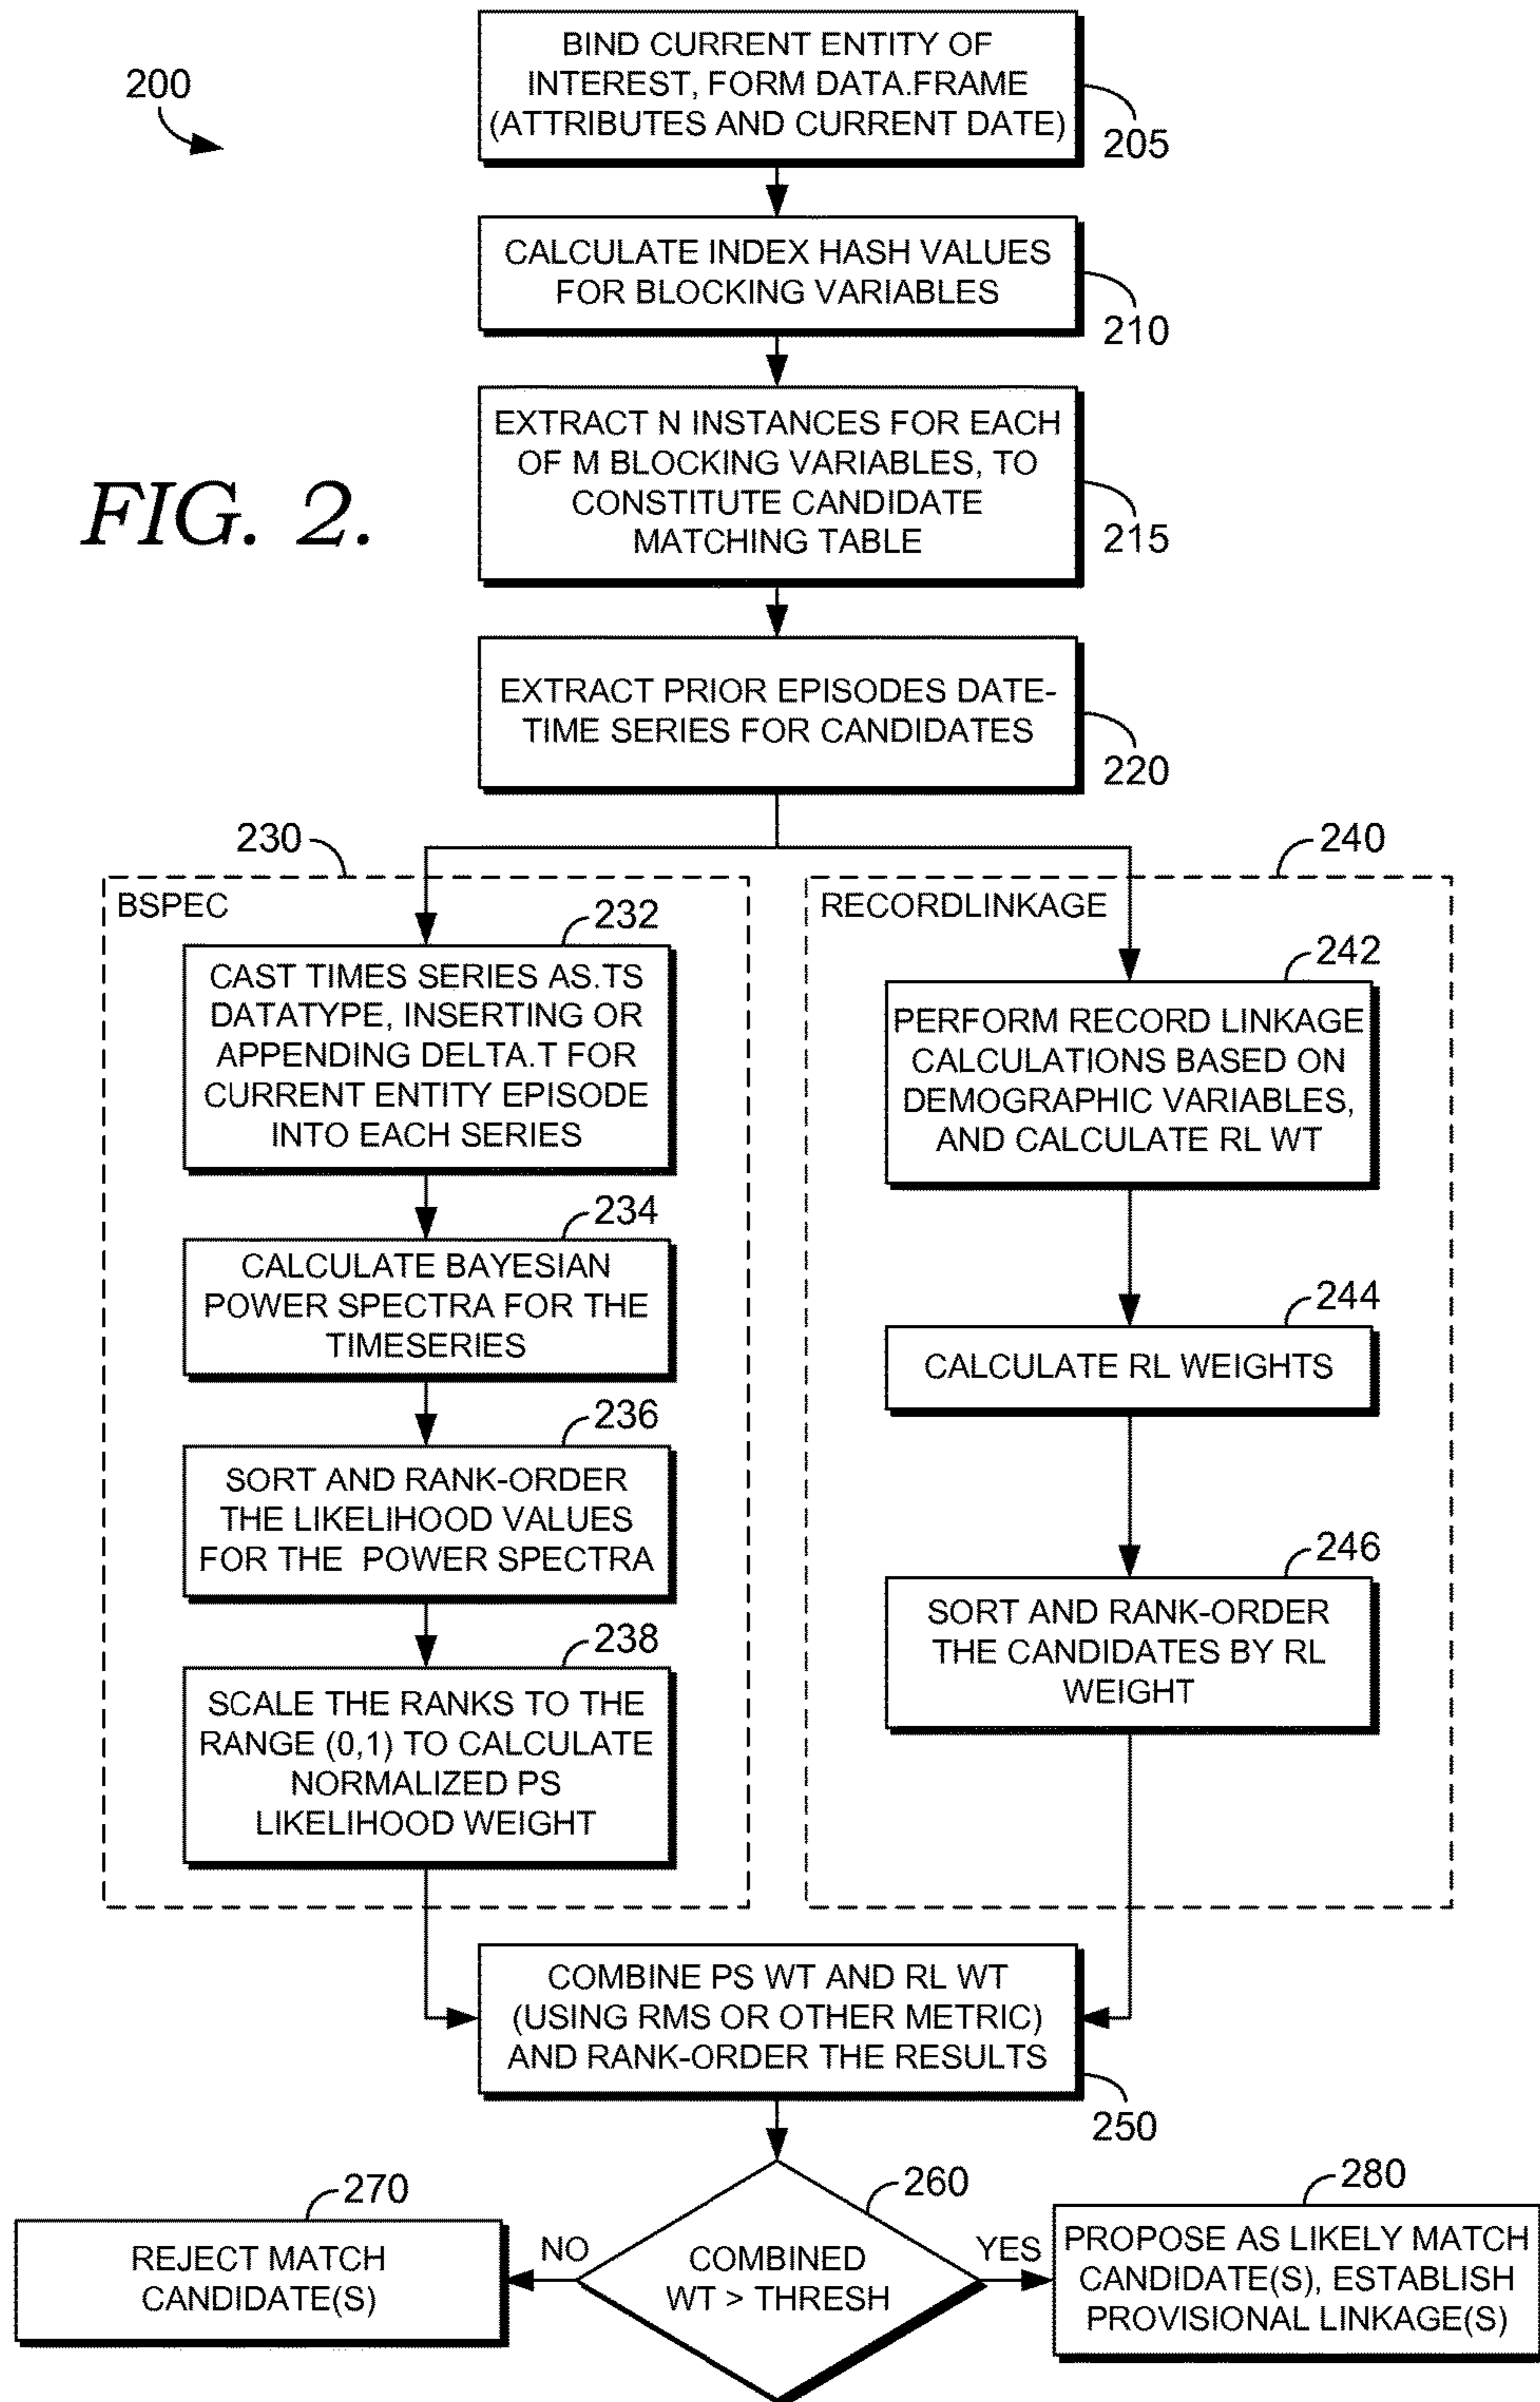 200
BIND CURRENT ENTITY OF
INTEREST, FORM DATA.FRAME
(ATTRIBUTES AND CURRENT DATE)
205
CALCULATE INDEX HASH VALUES
FOR BLOCKING VARIABLES
210
FIG. 2.
EXTRACT N INSTANCES FOR EACH
OF M BLOCKING VARIABLES, TO
CONSTITUTE CANDIDATE
MATCHING TABLE
215
EXTRACT PRIOR EPISODES DATE-
TIME SERIES FOR CANDIDATES
220
230
BSPEC
232
CAST TIMES SERIES AS.TS
DATATYPE, INSERTING OR
APPENDING DELTA.T FOR
CURRENT ENTITY EPISODE
INTO EACH SERIES
234
CALCULATE BAYESIAN
POWER SPECTRA FOR THE
TIMESERIES
236
SORT AND RANK-ORDER
THE LIKELIHOOD VALUES
FOR THE POWER SPECTRA
238
SCALE THE RANKS TO THE
RANGE (0,1) TO CALCULATE
NORMALIZED PS
LIKELIHOOD WEIGHT
240
RECORDLINKAGE
242
PERFORM RECORD LINKAGE
CALCULATIONS BASED ON
DEMOGRAPHIC VARIABLES,
AND CALCULATE RL WT
244
CALCULATE RL WEIGHTS
246
SORT AND RANK-ORDER
THE CANDIDATES BY RL
WEIGHT
COMBINE PS WT AND RL WT
(USING RMS OR OTHER METRIC)
AND RANK-ORDER THE RESULTS
250
260
COMBINED
WT > THRESH
NO
270
REJECT MATCH
CANDIDATE(S)
YES
280
PROPOSE AS LIKELY MATCH
CANDIDATE(S), ESTABLISH
PROVISIONAL LINKAGE(S)